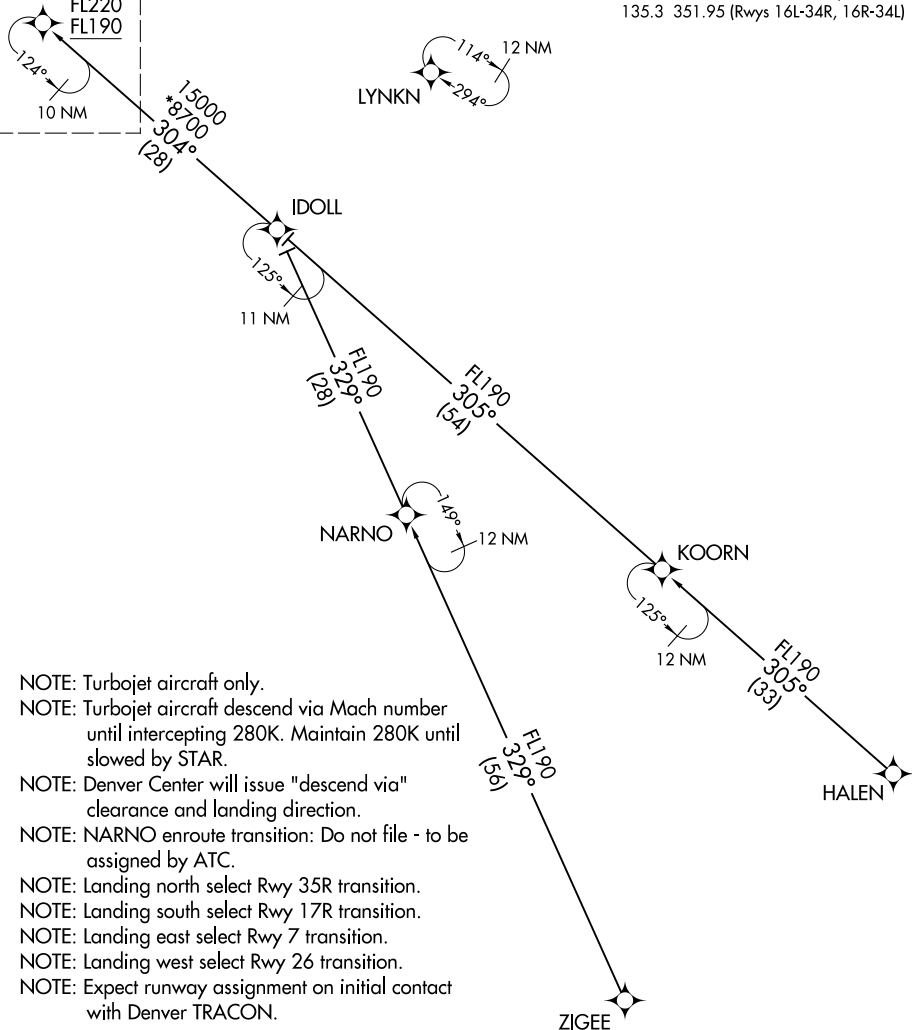 FL220
FL190
135.3 351.95 (Rwys 16L-34R, 16R-34L)
124°
10 NM
114°
12 NM
294°
LYNKN
15000
*8700
304°
(28)
IDOLL
125°
11 NM
FL190
329°
(28)
FL190
305°
(54)
NARNO
149°
12 NM
KOORN
125°
12 NM
FL190
305°
(33)
HALEN
FL190
329°
(56)
ZIGEE
NOTE: Turbojet aircraft only.
NOTE: Turbojet aircraft descend via Mach number
until intercepting 280K. Maintain 280K until
slowed by STAR.
NOTE: Denver Center will issue "descend via"
clearance and landing direction.
NOTE: NARNO enroute transition: Do not file - to be
assigned by ATC.
NOTE: Landing north select Rwy 35R transition.
NOTE: Landing south select Rwy 17R transition.
NOTE: Landing east select Rwy 7 transition.
NOTE: Landing west select Rwy 26 transition.
NOTE: Expect runway assignment on initial contact
with Denver TRACON.